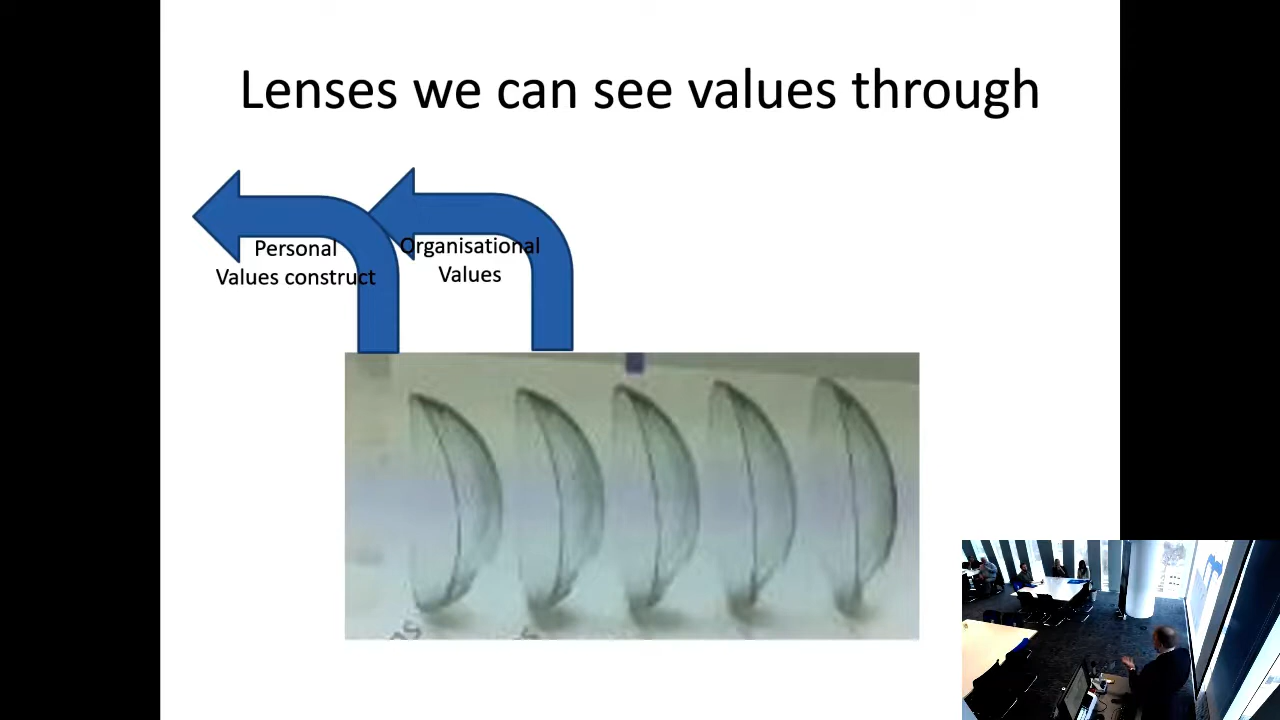 Lenses we can see values through
Personal
Values construct
Organisational
Values